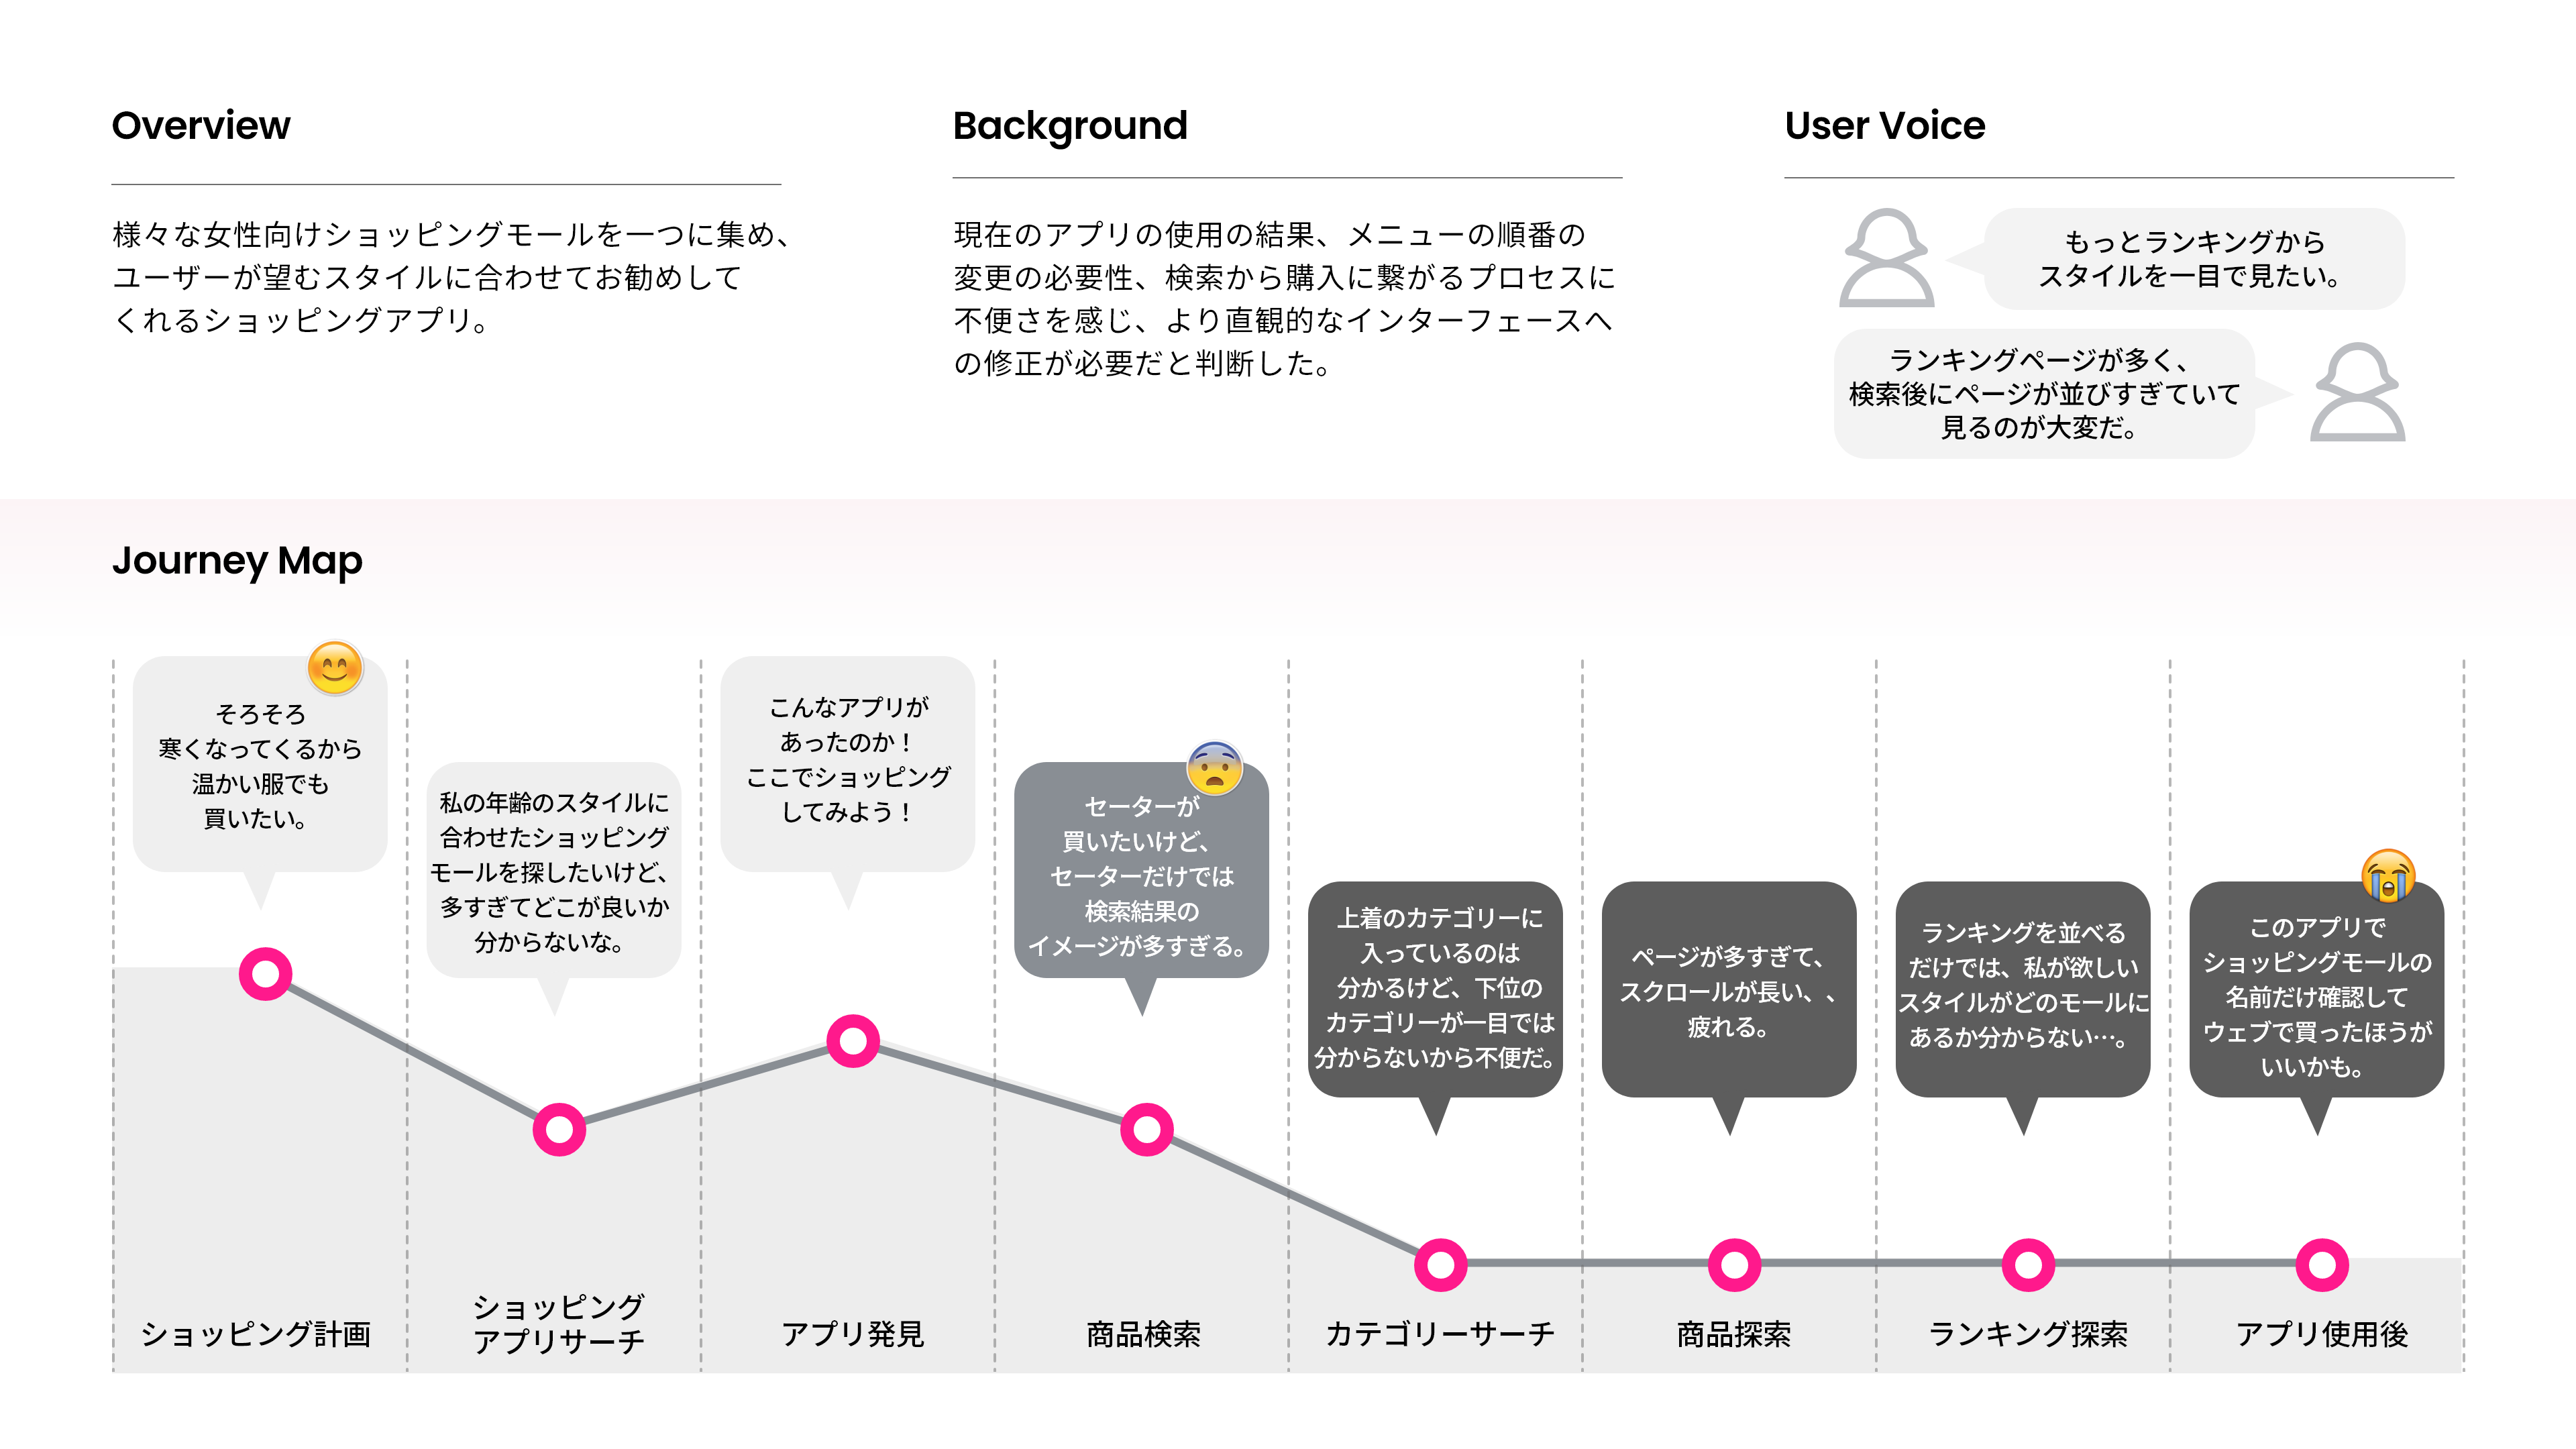 Overview
様々な女性向けショッピングモールを一つに集め、
ユーザーが望むスタイルに合わせてお勧めして
くれるショッピングアプリ。
Background
現在のアプリの使用の結果、メニューの順番の
変更の必要性、検索から購入に繋がるプロセスに
不便さを感じ、より直観的なインターフェースへ
の修正が必要だと判断した。
User Voice
もっとランキングから
スタイルを一目で見たい。
ランキングページが多く、
検索後にページが並びすぎていて
見るのが大変だ。
Journey Map
そろそろ
寒くなってくるから
温かい服でも
買いたい。
私の年齢のスタイルに
合わせたショッピング
モールを探したいけど、
多すぎてどこが良いか
分からないな。
こんなアプリが
あったのか！
ここでショッピング
してみよう！
セーターが
買いたいけど、
セーターだけでは
検索結果の
イメージが多すぎる。
上着のカテゴリーに
入っているのは
分かるけど、下位の
カテゴリーが一目では
分からないから不便だ。
ページが多すぎて、
スクロールが長い、、
疲れる。
ランキングを並べる
だけでは、私が欲しい
スタイルがどのモールに
あるか分からない…。
このアプリで
ショッピングモールの
名前だけ確認して
ウェブで買ったほうが
いいかも。
ショッピング計画
ショッピング
アプリサーチ
アプリ発見
商品検索
カテゴリーサーチ
商品探索
ランキング探索
アプリ使用後